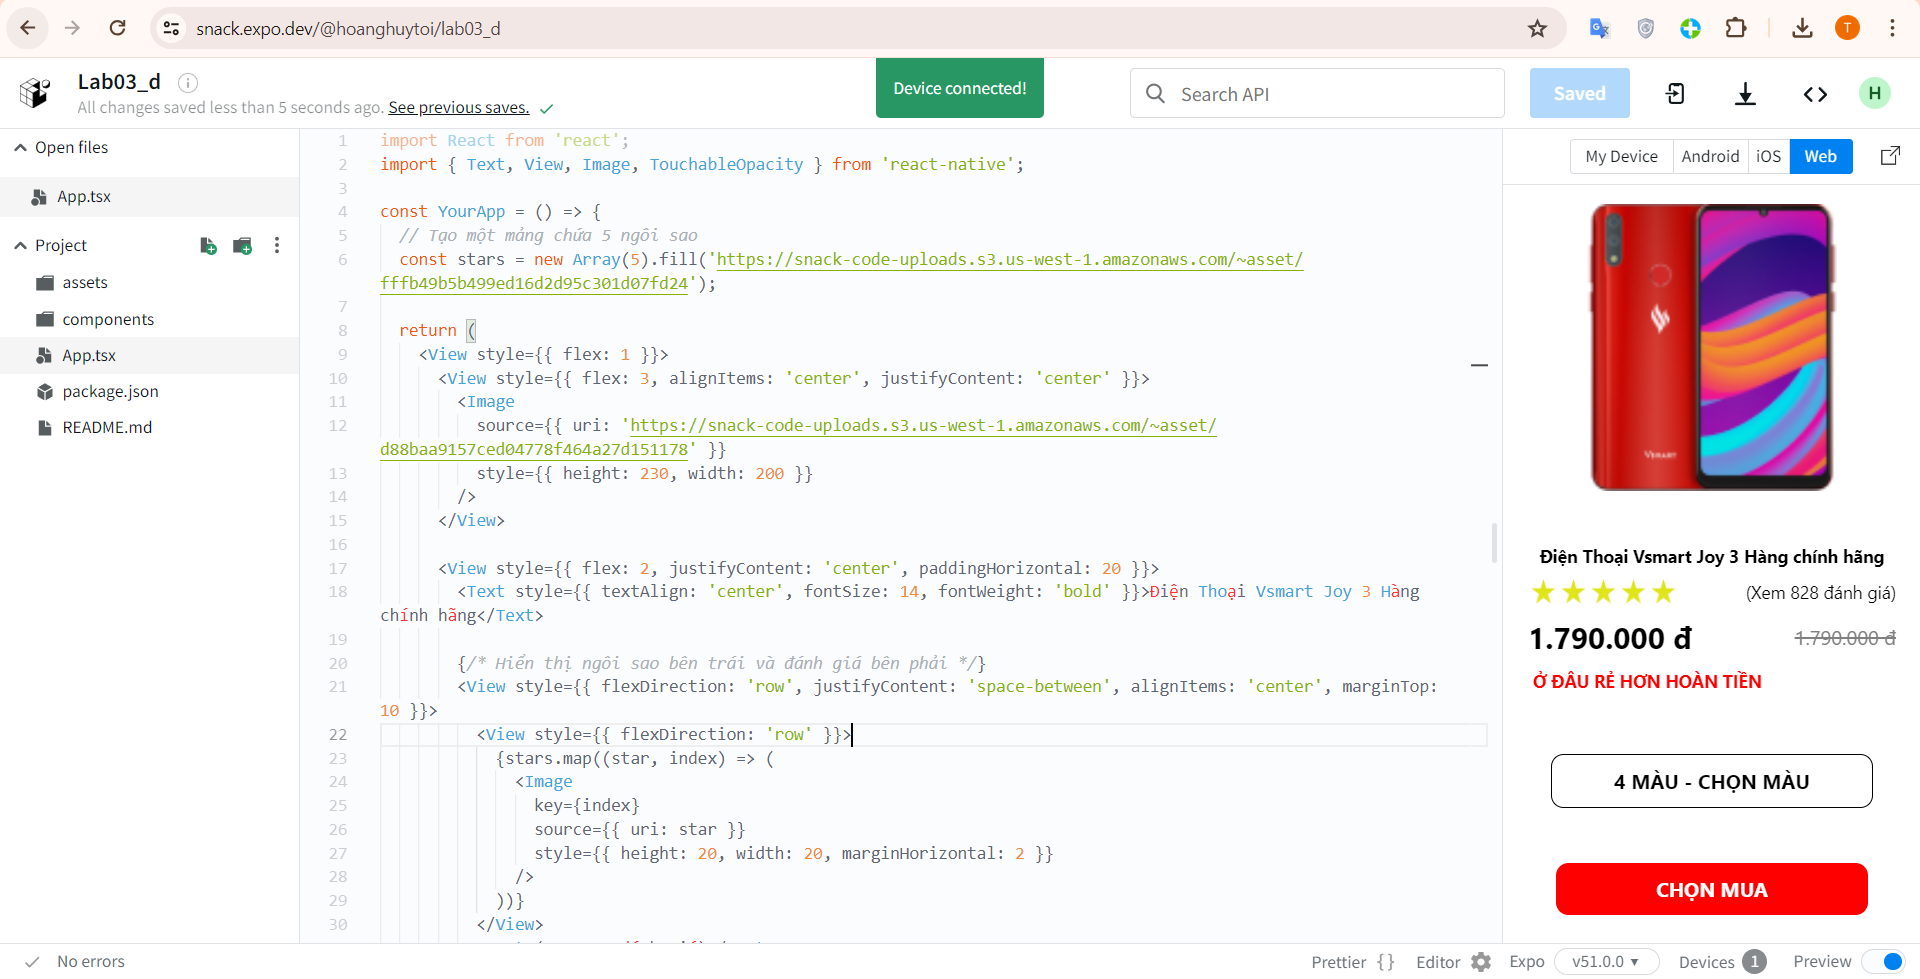 snack.expo.dev/@hoanghuytoi/lab03_d
T
Lab03_d
All changes saved less than 5 seconds ago. See previous saves.
Device connected!
Search API
Saved
H
Open files
App.tsx
Project
assets
components
App.tsx
package.json
README.md
1 import React from 'react';
2 import { Text, View, Image, TouchableOpacity } from 'react-native';
3
4 const YourApp = () => {
5 // Tạo một mảng chứa 5 ngôi sao
6 const stars = new Array(5).fill('https://snack-code-uploads.s3.us-west-1.amazonaws.com/~asset/
fffb49b5b499ed16d2d95c301d07fd24');
7
8 return (
9 <View style={{ flex: 1 }}>
10 <View style={{ flex: 3, alignItems: 'center', justifyContent: 'center' }}>
11 <Image
12 source={{ uri: 'https://snack-code-uploads.s3.us-west-1.amazonaws.com/~asset/
d88baa9157ced04778f464a27d151178' }}
13 style={{ height: 230, width: 200 }}
14 />
15 </View>
16
17 <View style={{ flex: 2, justifyContent: 'center', paddingHorizontal: 20 }}>
18 <Text style={{ textAlign: 'center', fontSize: 14, fontWeight: 'bold' }}>Điện Thoại Vsmart Joy 3 Hàng
chính hãng</Text>
19
20 {/* Hiển thị ngôi sao bên trái và đánh giá bên phải */}
21 <View style={{ flexDirection: 'row', justifyContent: 'space-between', alignItems: 'center', marginTop:
10 }}>
22 <View style={{ flexDirection: 'row' }}>
23 {stars.map((star, index) => (
24 <Image
25 key={index}
26 source={{ uri: star }}
27 style={{ height: 20, width: 20, marginHorizontal: 2 }}
28 />
29 ))}
30 </View>
My Device
Android
iOS
Web
VSMART
Điện Thoại Vsmart Joy 3 Hàng chính hãng
(Xem 828 đánh giá)
1.790.000 đ
1.790.000 đ
Ở ĐÂU RẺ HƠN HOÀN TIỀN
4 MÀU - CHỌN MÀU
CHỌN MUA
No errors
Prettier {}
Editor
Expo
v51.0.0
Devices 1
Preview